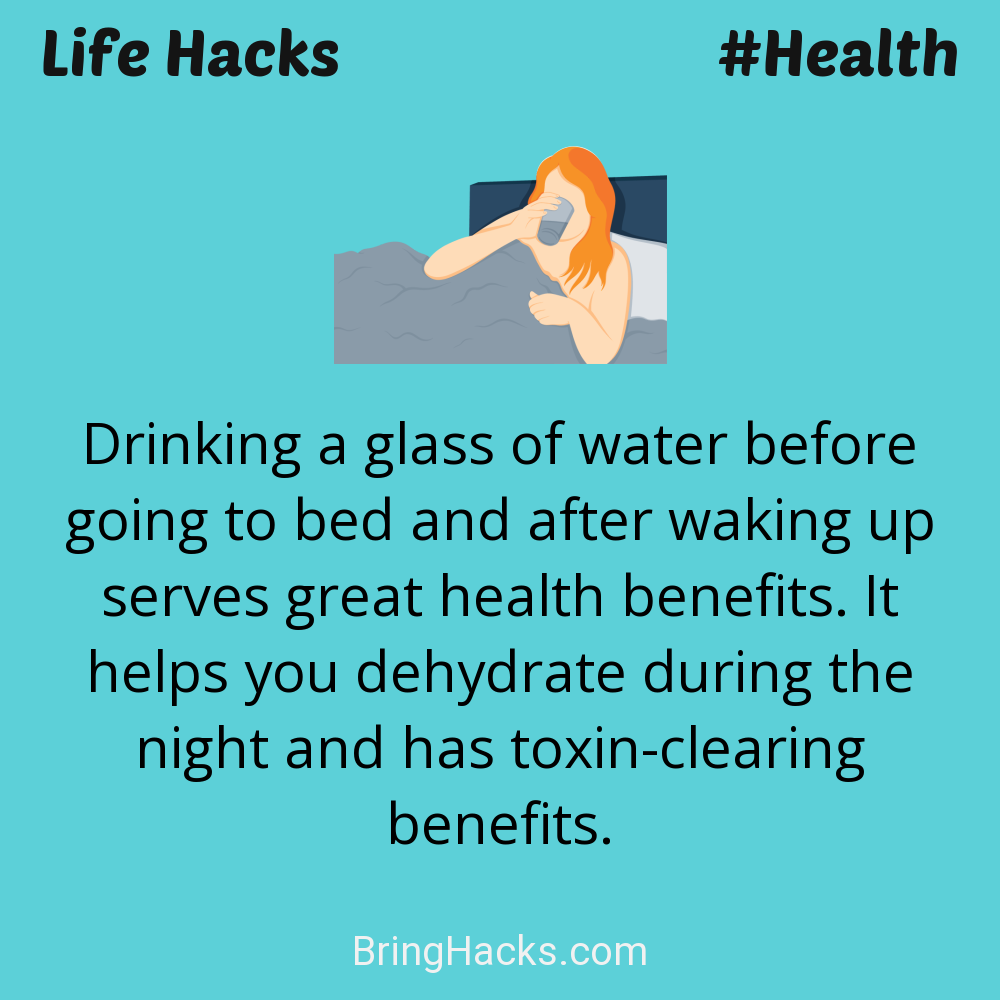 Life Hacks #Health
Drinking a glass of water before
going to bed and after waking up
serves great health benefits. It
helps you dehydrate during the
night and has toxin-clearing
benefits.
BringHacks.com